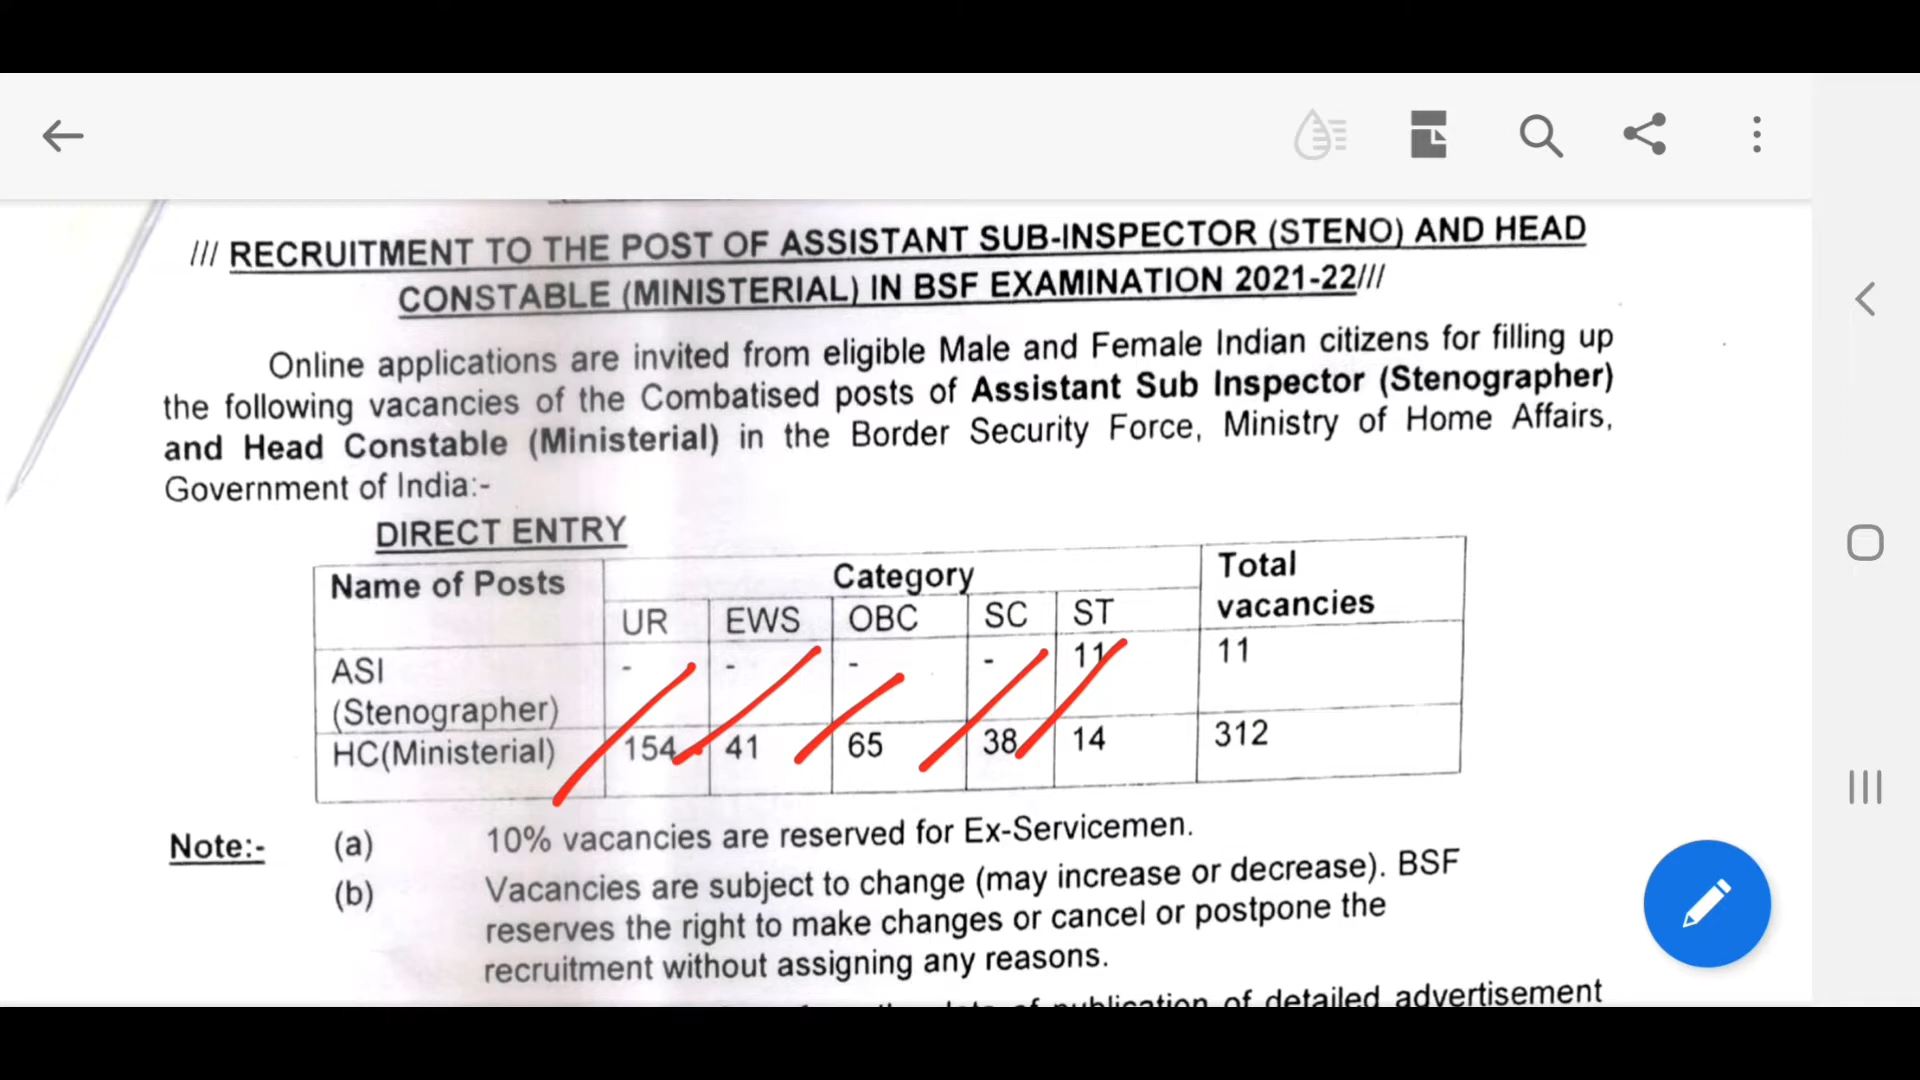 /// RECRUITMENT TO THE POST OF ASSISTANT SUB-INSPECTOR (STENO) AND HEAD
CONSTABLE (MINISTERIAL) IN BSF EXAMINATION 2021-22///
Online applications are invited from eligible Male and Female Indian citizens for filling up
the following vacancies of the Combatised posts of Assistant Sub Inspector (Stenographer)
and Head Constable (Ministerial) in the Border Security Force, Ministry of Home Affairs,
Government of India:-
DIRECT ENTRY
Name of Posts Category Total
vacancies
UR EWS OBC SC ST
ASI - - - - 11 11
(Stenographer)
HC(Ministerial) 154 41 65 38 14 312
Note:- (a) 10% vacancies are reserved for Ex-Servicemen.
(b) Vacancies are subject to change (may increase or decrease). BSF
reserves the right to make changes or cancel or postpone the
recruitment without assigning any reasons.
of publication of detailed advertisement